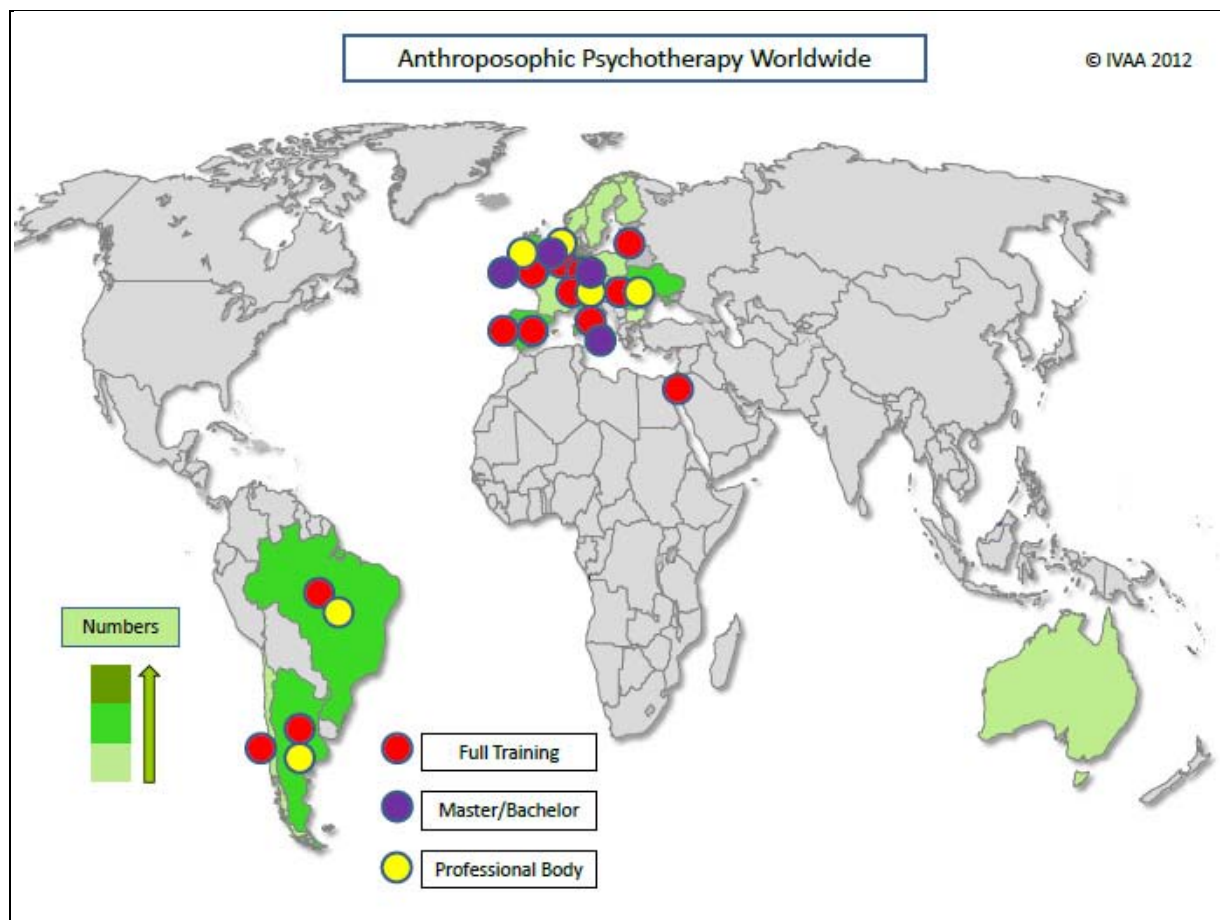 Anthroposophic Psychotherapy Worldwide
© IVAA 2012
Numbers
Full Training
Master/Bachelor
Professional Body